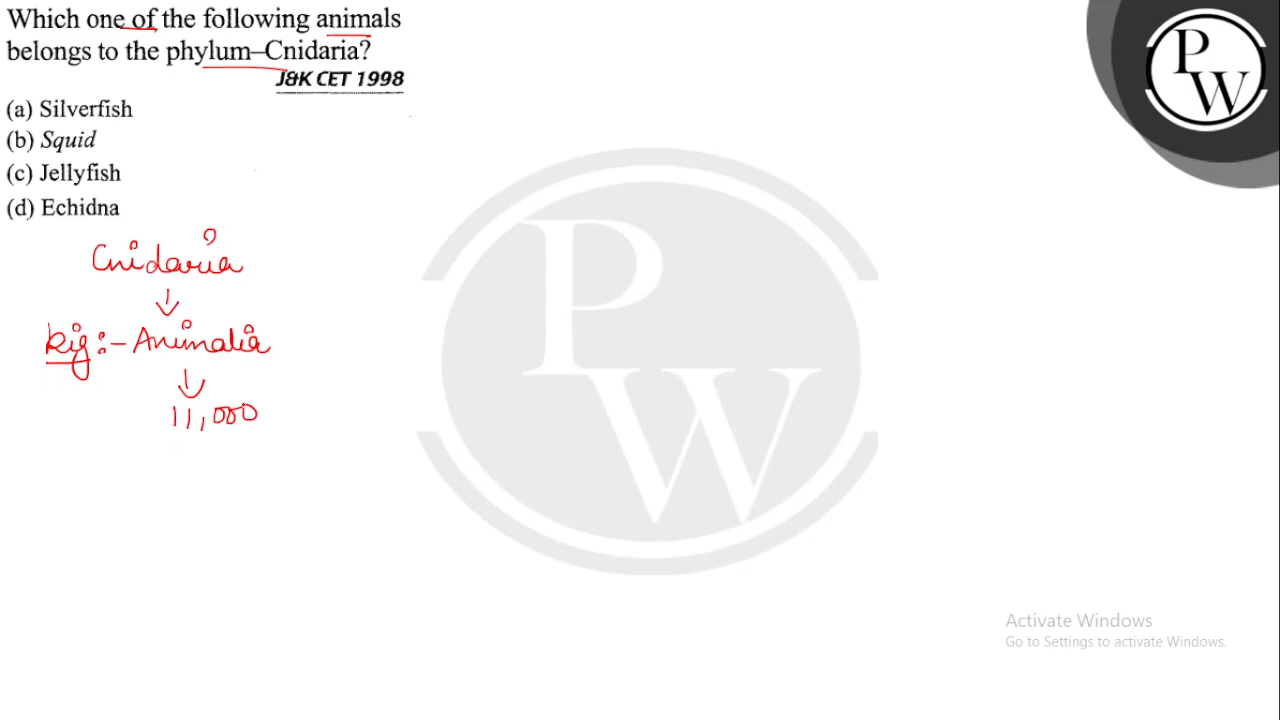 Which one of the following animals
belongs to the phylum–Cnidaria?
J&K CET 1998
(a) Silverfish
(b) Squid
(c) Jellyfish
(d) Echidna
Cnidaria
:- Animalia
11,000
P
W
P
W
Activate Windows
Go to Settings to activate Windows.